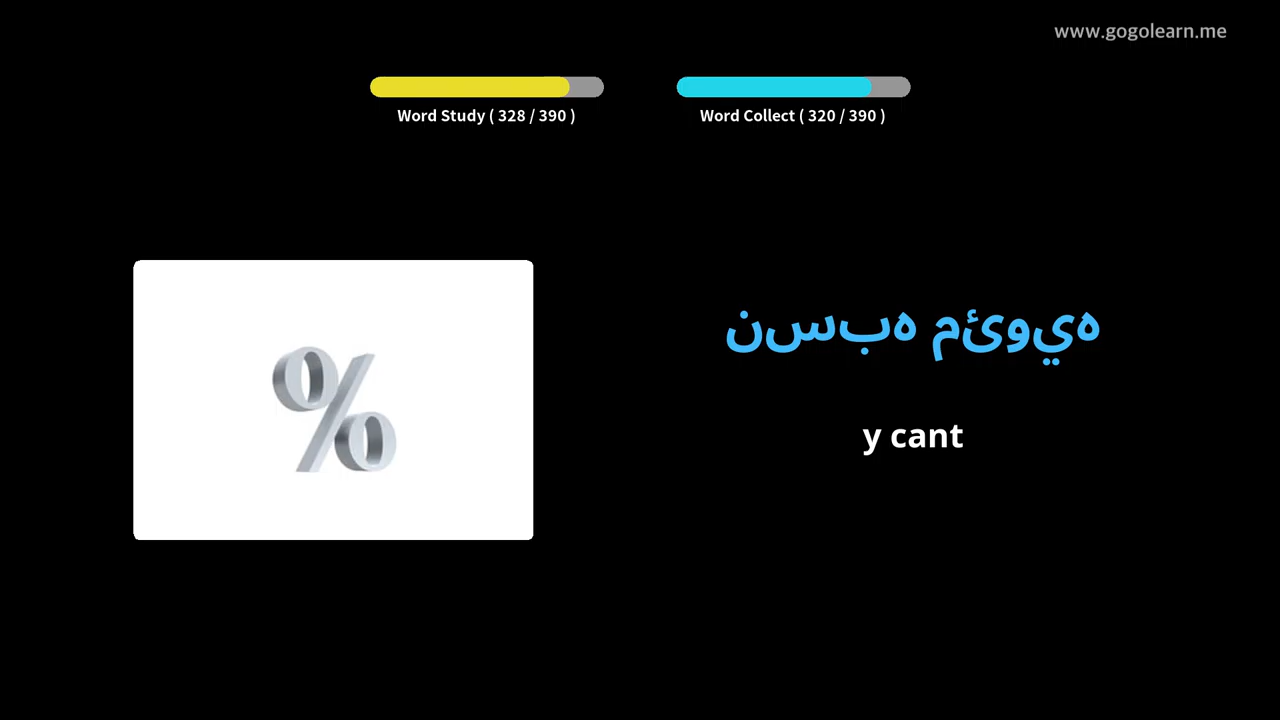 www.gogolearn.me
Word Study ( 328 / 390 )
Word Collect ( 320 / 390 )
نسبه مئويه
y cant